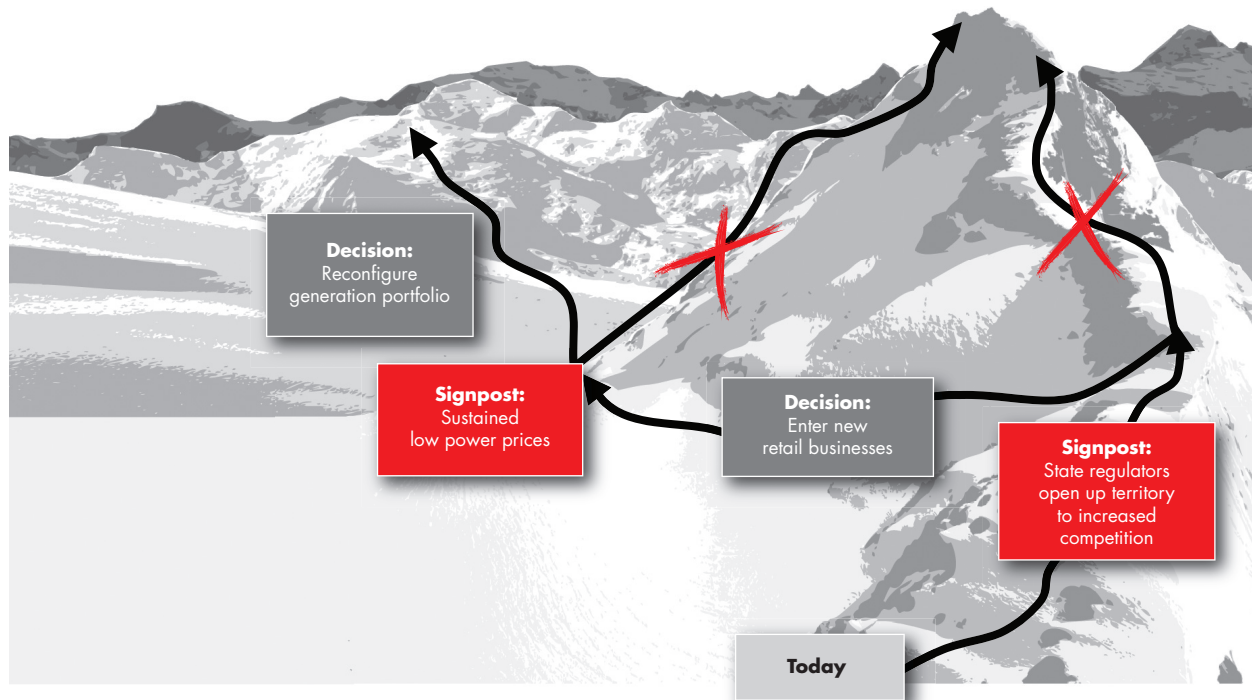 Decision:
Reconfigure
generation portfolio
Signpost:
Sustained
low power prices
Decision:
Enter new
retail businesses
Signpost:
State regulators
open up territory
to increased
competition
Today